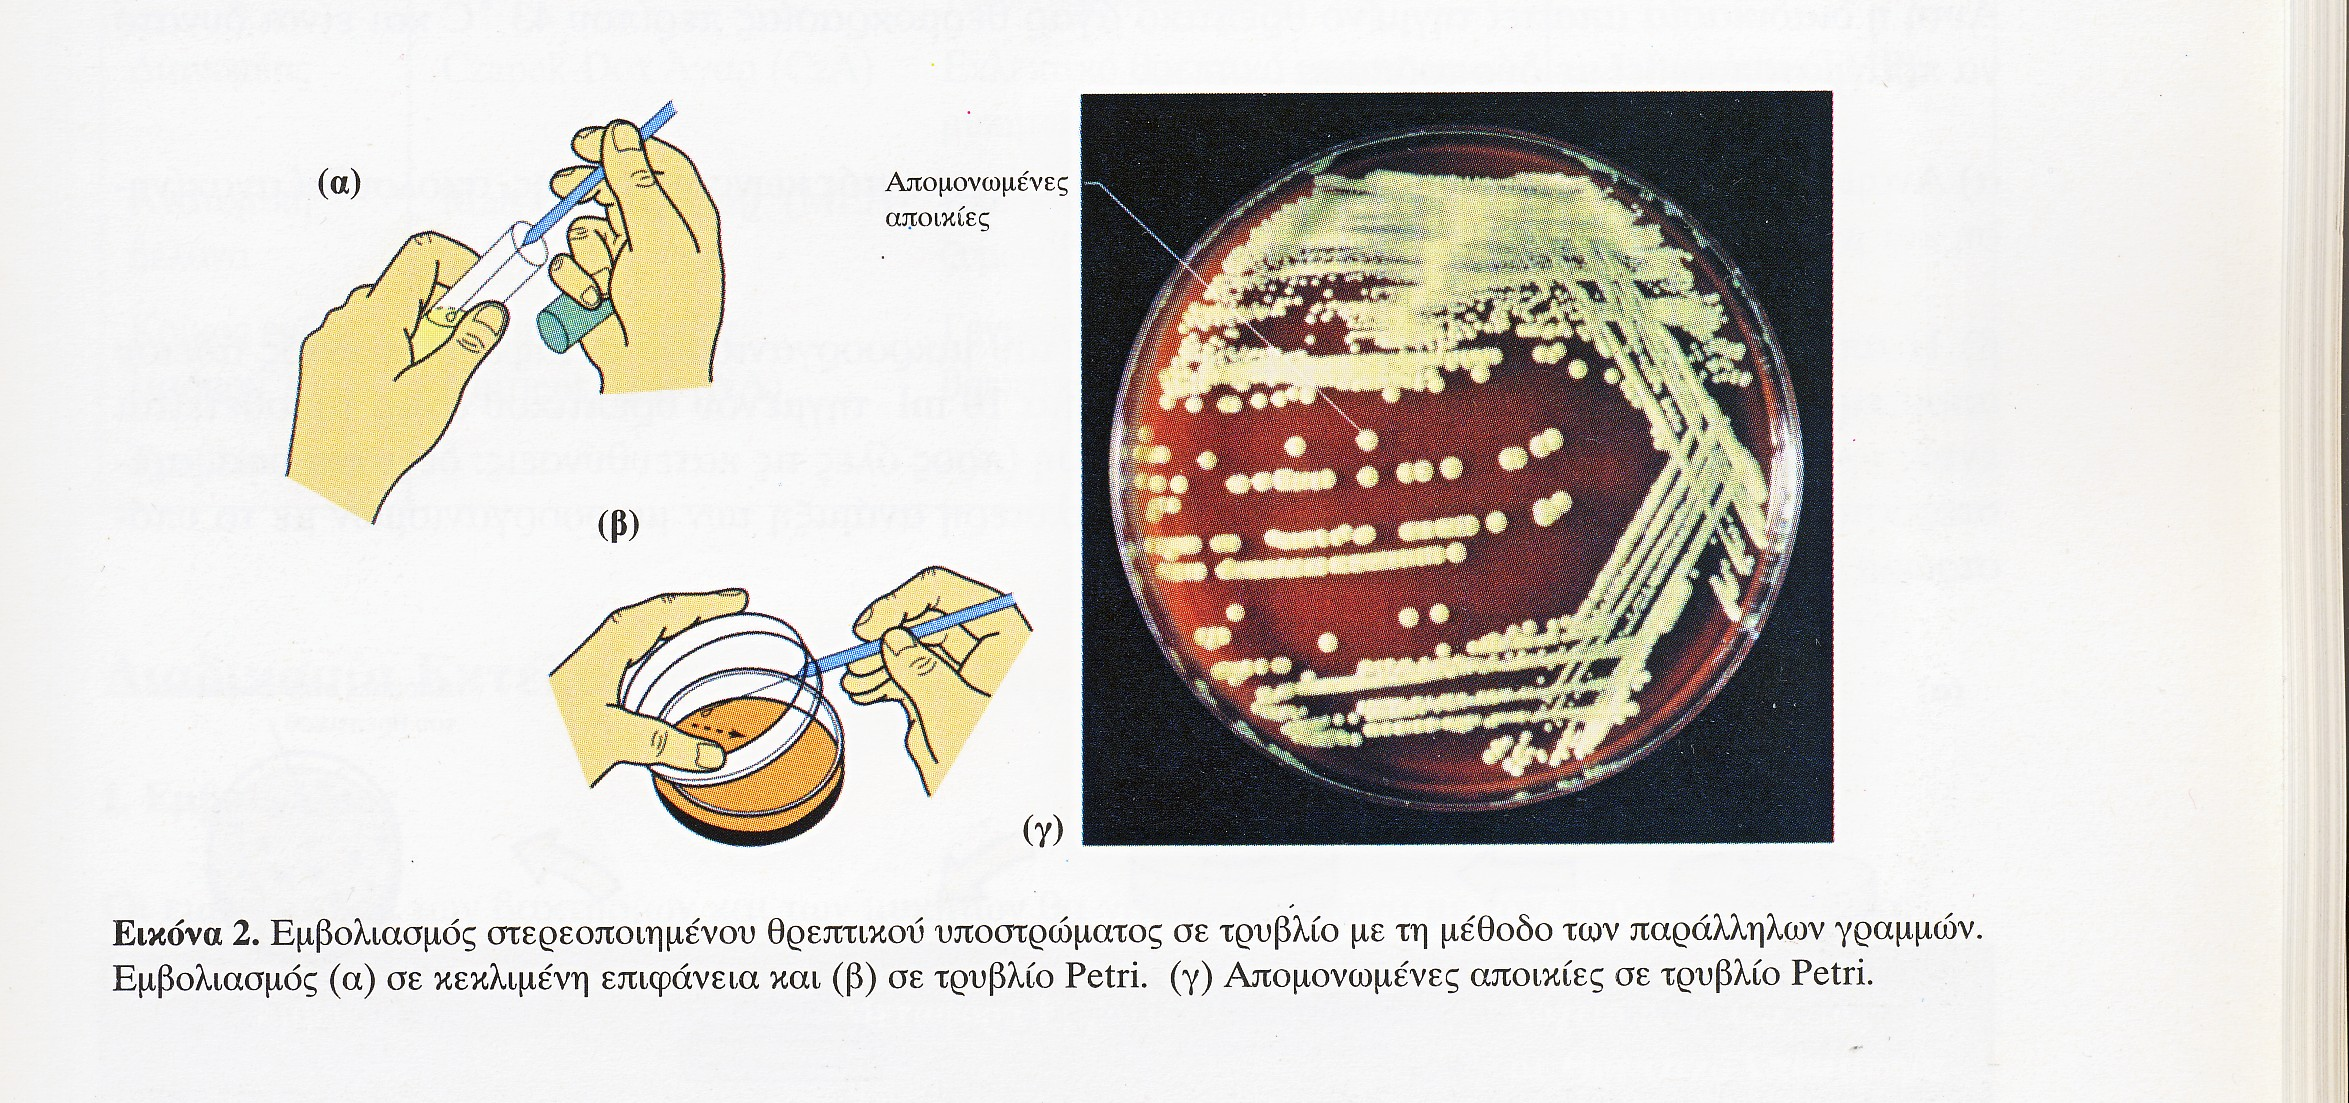 (α)
Απομονωμένες
αποικίες
(β)
(γ)
Εικόνα 2. Εμβολιασμός στερεοποιημένου θρεπτικού υποστρώματος σε τρυβλίο με τη μέθοδο των παράλληλων γραμμών.
Εμβολιασμός (α) σε κεκλιμένη επιφάνεια και (β) σε τρυβλίο Petri. (γ) Απομονωμένες αποικίες σε τρυβλίο Petri.